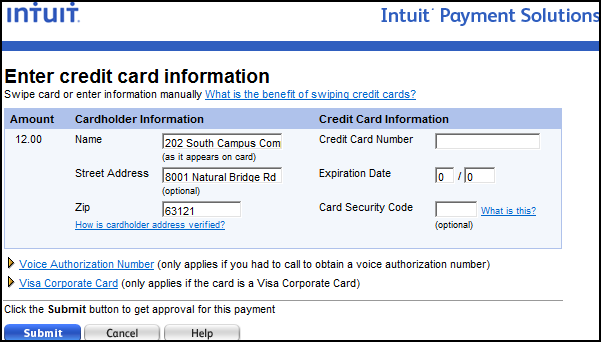 INTUIT.
Intuit Payment Solutions
Enter credit card information
Swipe card or enter information manually What is the benefit of swiping credit cards?
Amount Cardholder Information Credit Card Information
12.00 Name 202 South Campus Com Credit Card Number
(as it appears on card)
Street Address 8001 Natural Bridge Rd Expiration Date 0 / 0
(optional)
Zip 63121 Card Security Code What is this?
How is cardholder address verified? (optional)
Voice Authorization Number (only applies if you had to call to obtain a voice authorization number)
Visa Corporate Card (only applies if the card is a Visa Corporate Card)
Click the Submit button to get approval for this payment
Submit Cancel Help